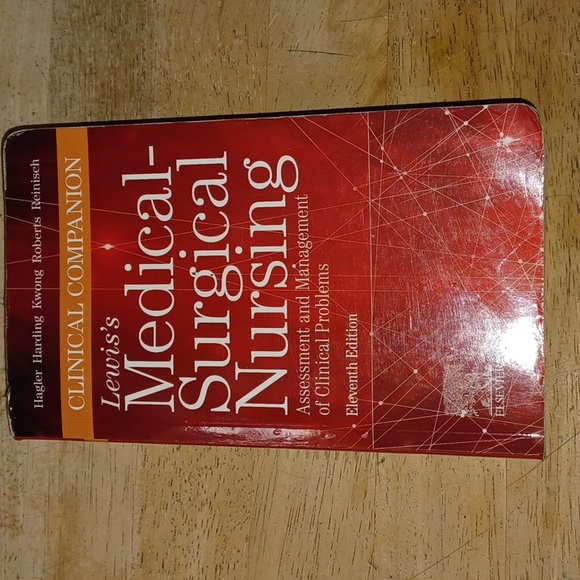 Hagler Harding Kwong Roberts Reinisch
CLINICAL COMPANION
Lewis's
Medical-
Surgical
Nursing
Assessment and Management
of Clinical Problems
Eleventh Edition
ELSEVIER